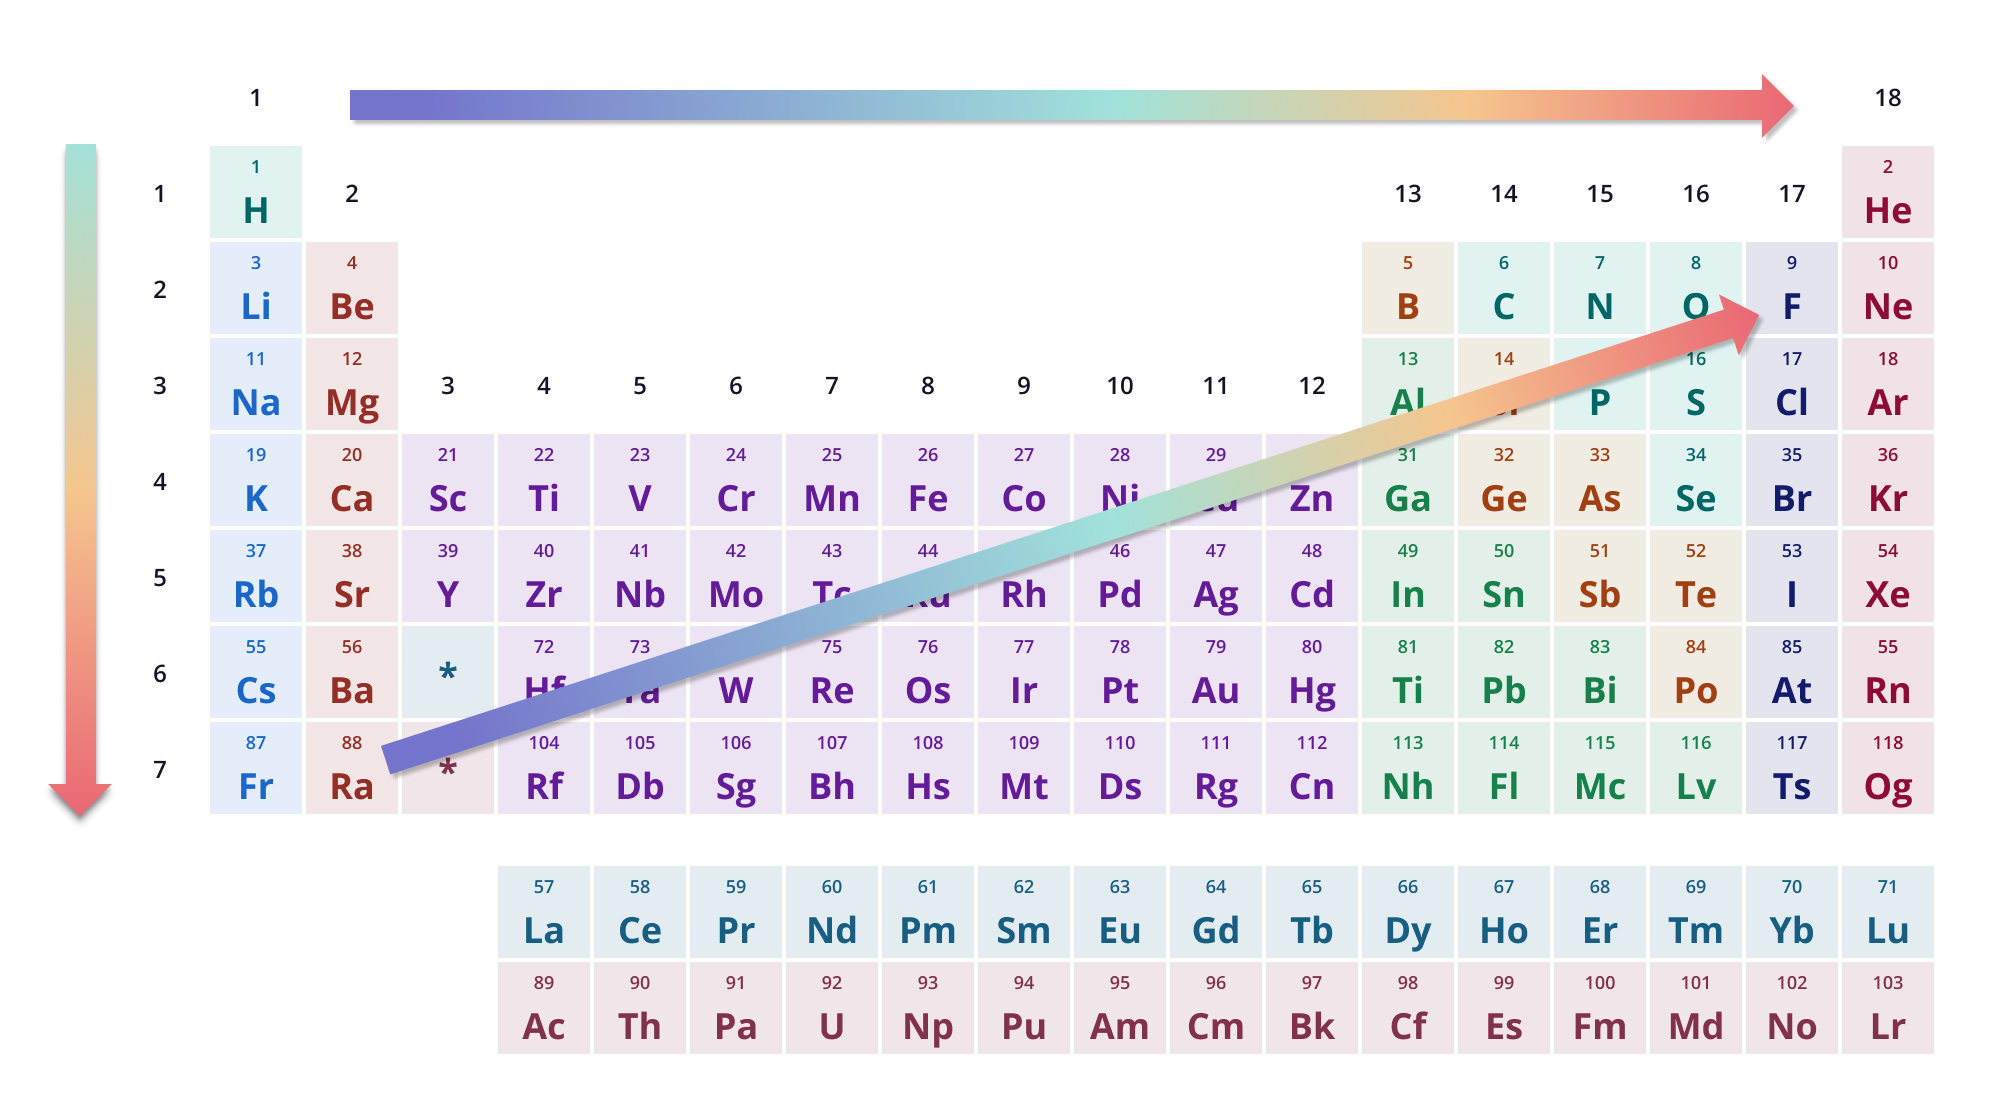 1 18
1 2
1 2 13 14 15 16 17
H He
3 4 5 6 7 8 9 10
2
Li Be B C N O F Ne
11 12 13 14 16 17 18
3 3 4 5 6 7 8 9 10 11 12
Na Mg Al P S Cl Ar
19 20 21 22 23 24 25 26 27 28 29 31 32 33 34 35 36
4
K Ca Sc Ti V Cr Mn Fe Co Ni Zn Ga Ge As Se Br Kr
37 38 39 40 41 42 43 44 46 47 48 49 50 51 52 53 54
5
Rb Sr Y Zr Nb Mo Tc Ru Rh Pd Ag Cd In Sn Sb Te I Xe
55 56 72 73 75 76 77 78 79 80 81 82 83 84 85 55
6 *
Cs Ba Hf W Re Os Ir Pt Au Hg Ti Pb Bi Po At Rn
87 88 104 105 106 107 108 109 110 111 112 113 114 115 116 117 118
7 *
Fr Ra Rf Db Sg Bh Hs Mt Ds Rg Cn Nh Fl Mc Lv Ts Og
57 58 59 60 61 62 63 64 65 66 67 68 69 70 71
La Ce Pr Nd Pm Sm Eu Gd Tb Dy Ho Er Tm Yb Lu
89 90 91 92 93 94 95 96 97 98 99 100 101 102 103
Ac Th Pa U Np Pu Am Cm Bk Cf Es Fm Md No Lr